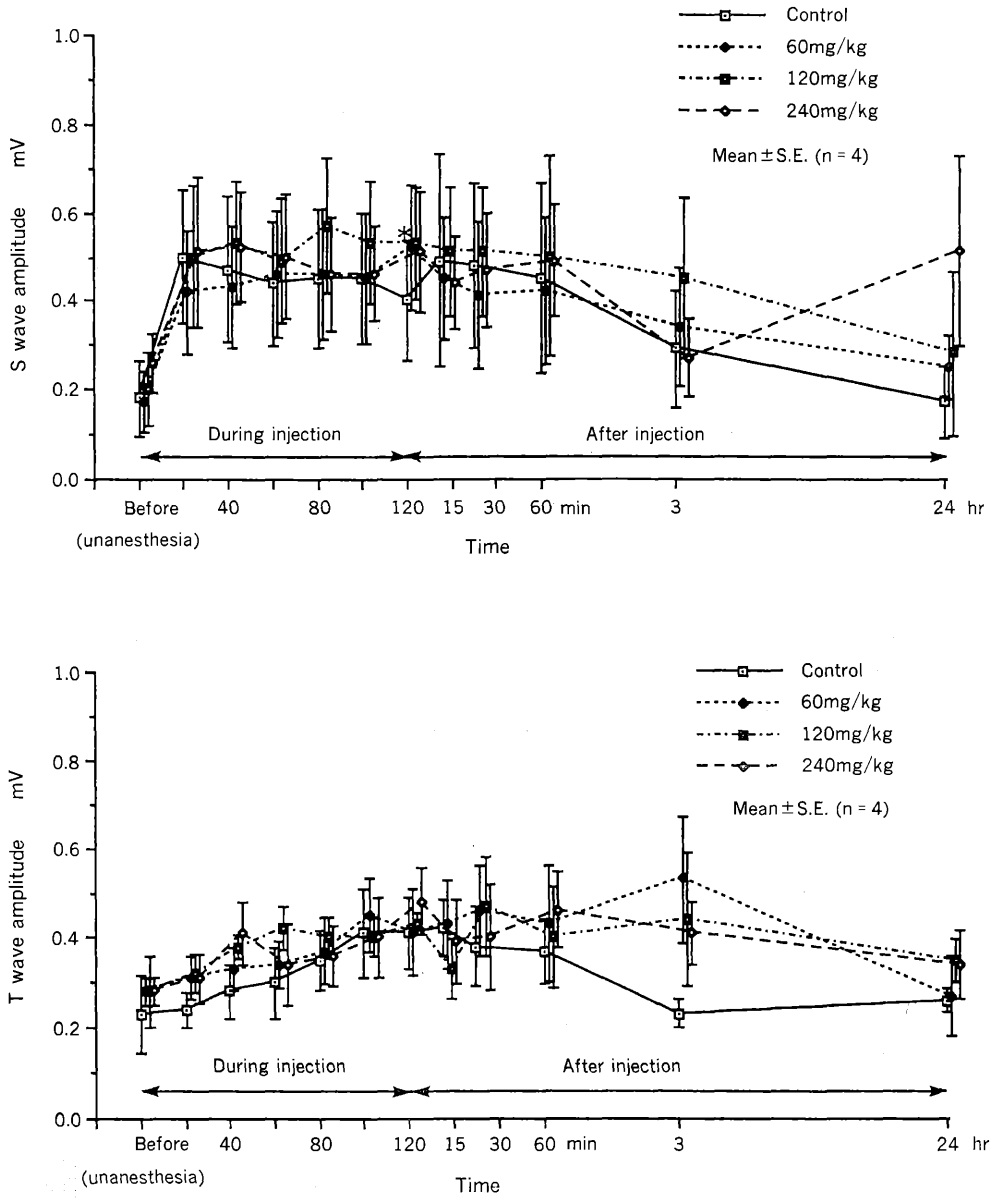 Control
60mg/kg
120mg/kg
240mg/kg
Mean±S.E. (n=4)
S wave amplitude mV
1.0
0.8
0.6
0.4
0.2
0.0
*
During injection
After injection
Before 40 80 120 15 30 60 min 3 24 hr
(unanesthesia)
Time
Control
60mg/kg
120mg/kg
240mg/kg
Mean±S.E. (n=4)
T wave amplitude mV
1.0
0.8
0.6
0.4
0.2
0.0
During injection
After injection
Before 40 80 120 15 30 60 min 3 24 hr
(unanesthesia)
Time